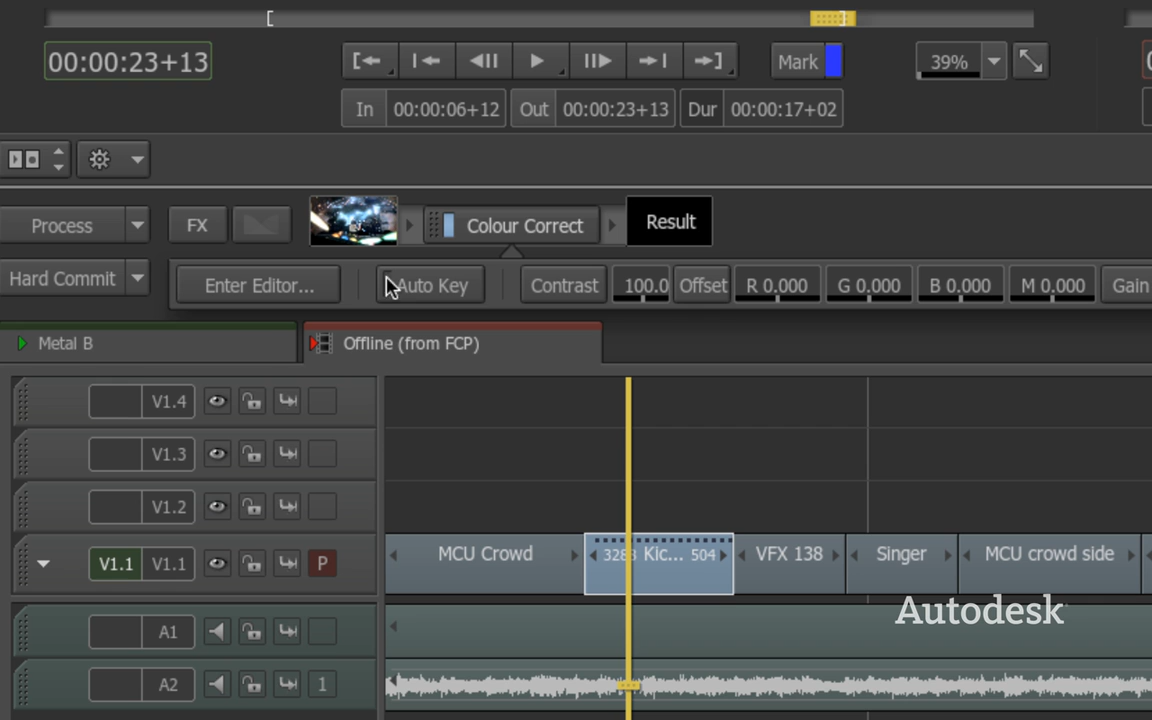 00:00:23+13
Mark
39%
In 00:00:06+12 Out 00:00:23+13 Dur 00:00:17+02
Process FX Colour Correct Result
Hard Commit Enter Editor... Auto Key Contrast 100.0 Offset R 0.000 G 0.000 B 0.000 M 0.000 Gain
Metal B Offline (from FCP)
V1.4
V1.3
V1.2
V1.1 V1.1 P MCU Crowd Kic... 504 VFX 138 Singer MCU crowd side
Autodesk
A1
A2 1